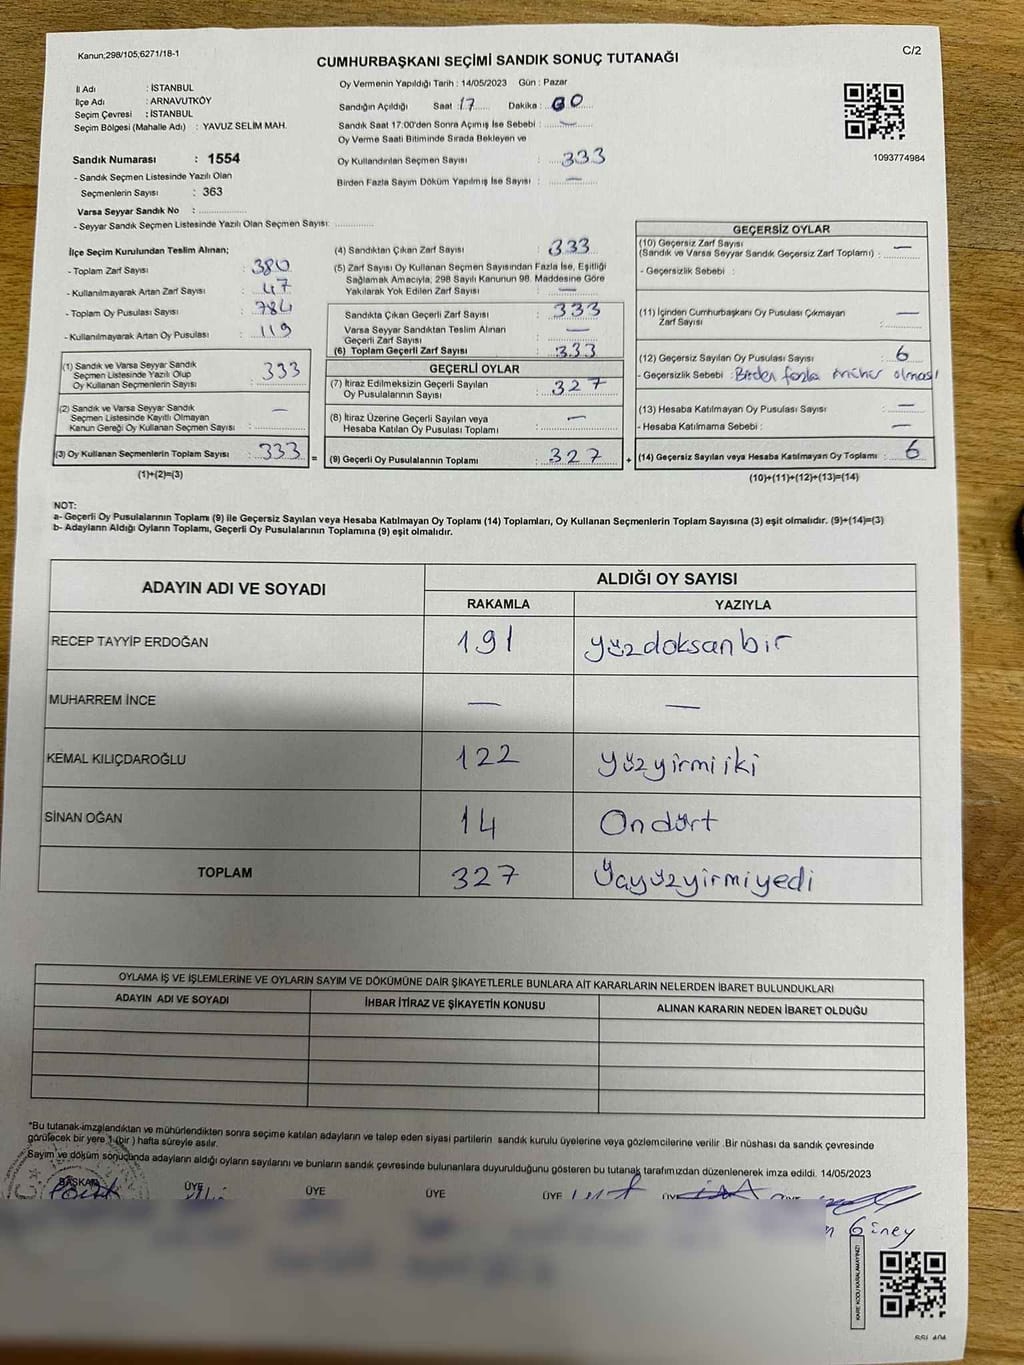 Kanun;298/105;6271/18-1
C/2
CUMHURBAŞKANI SEÇİMİ SANDIK SONUÇ TUTANAĞI
İl Adı : İSTANBUL
İlçe Adı : ARNAVUTKÖY
Seçim Çevresi : İSTANBUL
Seçim Bölgesi (Mahalle Adı) : YAVUZ SELİM MAH.
Sandık Numarası : 1554
- Sandık Seçmen Listesinde Yazılı Olan
Seçmenlerin Sayısı : 363
Varsa Seyyar Sandık No :
- Seyyar Sandık Seçmen Listesinde Yazılı Olan Seçmen Sayısı:
Oy Vermenin Yapıldığı Tarih : 14/05/2023 Gün : Pazar
Sandığın Açıldığı Saat : 17 Dakika : 00
Sandık Saat 17:00'den Sonra Açımış İse Sebebi : —
Oy Verme Saati Bitiminde Sırada Bekleyen ve
Oy Kullandırılan Seçmen Sayısı : 333
Birden Fazla Sayım Döküm Yapılmış İse Sayısı : —
1093774984
İlçe Seçim Kurulundan Teslim Alınan;
- Toplam Zarf Sayısı : 380
- Kullanılmayarak Artan Zarf Sayısı : 47
- Toplam Oy Pusulası Sayısı : 784
- Kullanılmayarak Artan Oy Pusulası : 119
(1) Sandık ve Varsa Seyyar Sandık
Seçmen Listesinde Yazılı Olup
Oy Kullanan Seçmenlerin Sayısı : 333
(2) Sandık ve Varsa Seyyar Sandık
Seçmen Listesinde Kayıtlı Olmayan
Kanun Gereği Oy Kullanan Seçmen Sayısı : —
(3) Oy Kullanan Seçmenlerin Toplam Sayısı : 333
(1)+(2)=(3)
(4) Sandıktan Çıkan Zarf Sayısı : 333
(5) Zarf Sayısı Oy Kullanan Seçmen Sayısından Fazla İse, Eşitliği
Sağlamak Amacıyla, 298 Sayılı Kanunun 98. Maddesine Göre
Yakılarak Yok Edilen Zarf Sayısı : —
Sandıkta Çıkan Geçerli Zarf Sayısı : 333
Varsa Seyyar Sandıktan Teslim Alınan
Geçerli Zarf Sayısı : —
(6) Toplam Geçerli Zarf Sayısı : 333
GEÇERLİ OYLAR
(7) İtiraz Edilmeksizin Geçerli Sayılan
Oy Pusulalarının Sayısı : 327
(8) İtiraz Üzerine Geçerli Sayılan veya
Hesaba Katılan Oy Pusulası Toplamı : —
= (9) Geçerli Oy Pusulalarının Toplamı : 327
GEÇERSİZ OYLAR
(10) Geçersiz Zarf Sayısı
(Sandık ve Varsa Seyyar Sandık Geçersiz Zarf Toplamı) : —
- Geçersizlik Sebebi :
(11) İçinden Cumhurbaşkanı Oy Pusulası Çıkmayan
Zarf Sayısı : —
(12) Geçersiz Sayılan Oy Pusulası Sayısı : 6
- Geçersizlik Sebebi : Birden fazla mühür olması
(13) Hesaba Katılmayan Oy Pusulası Sayısı : —
- Hesaba Katılmama Sebebi : —
+ (14) Geçersiz Sayılan veya Hesaba Katılmayan Oy Toplamı : 6
(10)+(11)+(12)+(13)=(14)
NOT:
a- Geçerli Oy Pusulalarının Toplamı (9) ile Geçersiz Sayılan veya Hesaba Katılmayan Oy Toplamı (14) Toplamları, Oy Kullanan Seçmenlerin Toplam Sayısına (3) eşit olmalıdır. (9)+(14)=(3)
b- Adayların Aldığı Oyların Toplamı, Geçerli Oy Pusulalarının Toplamına (9) eşit olmalıdır.
ADAYIN ADI VE SOYADI ALDIĞI OY SAYISI
RAKAMLA YAZIYLA
RECEP TAYYİP ERDOĞAN 191 yüzdoksanbir
MUHARREM İNCE — —
KEMAL KILIÇDAROĞLU 122 yüzyirmiiki
SİNAN OĞAN 14 Ondört
TOPLAM 327 Üçyüzyirmiyedi
OYLAMA İŞ VE İŞLEMLERİNE VE OYLARIN SAYIM VE DÖKÜMÜNE DAİR ŞİKAYETLERLE BUNLARA AİT KARARLARIN NELERDEN İBARET BULUNDUKLARI
ADAYIN ADI VE SOYADI İHBAR İTİRAZ VE ŞİKAYETİN KONUSU ALINAN KARARIN NEDEN İBARET OLDUĞU
*Bu tutanak imzalandıktan ve mühürlendikten sonra seçime katılan adayların ve talep eden siyasi partilerin sandık kurulu üyelerine veya gözlemcilerine verilir .Bir nüshası da sandık çevresinde
görülecek bir yere 1 (bir ) hafta süreyle asılır.
Sayım ve döküm sonuçunda adayların aldığı oyların sayılarını ve bunların sandık çevresinde bulunanlara duyurulduğunu gösteren bu tutanak tarafımızdan düzenlenerek imza edildi. 14/05/2023
BAŞKAN ÜYE ÜYE ÜYE ÜYE ÜYE ÜYE
Güney
KARE KODU KARALAMAYINIZ!